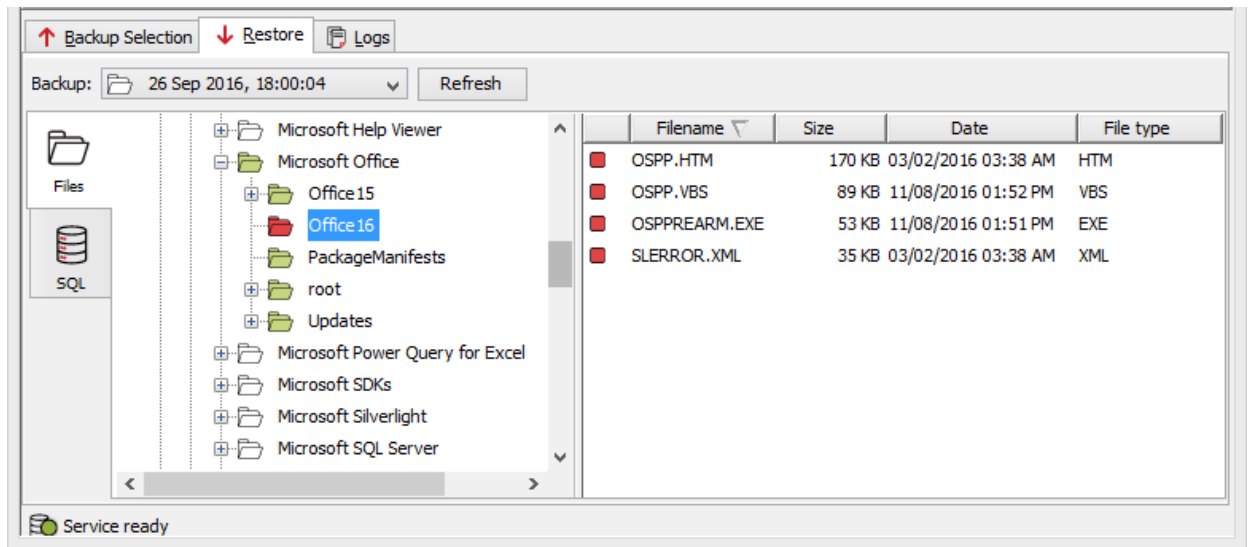 Backup Selection Restore Logs
Backup: 26 Sep 2016, 18:00:04 Refresh
Files
SQL
Microsoft Help Viewer
Microsoft Office
Office15
Office16
PackageManifests
root
Updates
Microsoft Power Query for Excel
Microsoft SDKs
Microsoft Silverlight
Microsoft SQL Server
Filename Size Date File type
OSPP.HTM 170 KB 03/02/2016 03:38 AM HTM
OSPP.VBS 89 KB 11/08/2016 01:52 PM VBS
OSPPREARM.EXE 53 KB 11/08/2016 01:51 PM EXE
SLERROR.XML 35 KB 03/02/2016 03:38 AM XML
Service ready